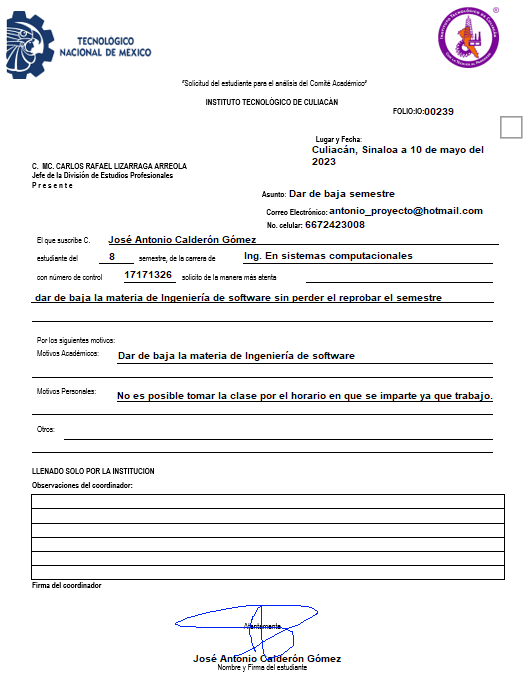 TECNOLÓGICO
NACIONAL DE MÉXICO
INSTITUTO TECNOLÓGICO DE CULIACÁN
"Solicitud del estudiante para el análisis del Comité Académico"
INSTITUTO TECNOLÓGICO DE CULIACÁN
FOLIO:IO:00239
Lugar y Fecha:
Culiacán, Sinaloa a 10 de mayo del
2023
C. MC. CARLOS RAFAEL LIZARRAGA ARREOLA
Jefe de la División de Estudios Profesionales
P r e s e n t e
Asunto: Dar de baja semestre
Correo Electrónico: antonio_proyecto@hotmail.com
No. celular: 6672423008
El que suscribe C. José Antonio Calderón Gómez
estudiante del 8 semestre, de la carrera de Ing. En sistemas computacionales
con número de control 17171326 solicito de la manera más atenta
dar de baja la materia de Ingeniería de software sin perder el reprobar el semestre
Por los siguientes motivos:
Motivos Académicos: Dar de baja la materia de Ingeniería de software
Motivos Personales: No es posible tomar la clase por el horario en que se imparte ya que trabajo.
Otros:
LLENADO SOLO POR LA INSTITUCION
Observaciones del coordinador:
Firma del coordinador
Atentamente
José Antonio Calderón Gómez
Nombre y Firma del estudiante